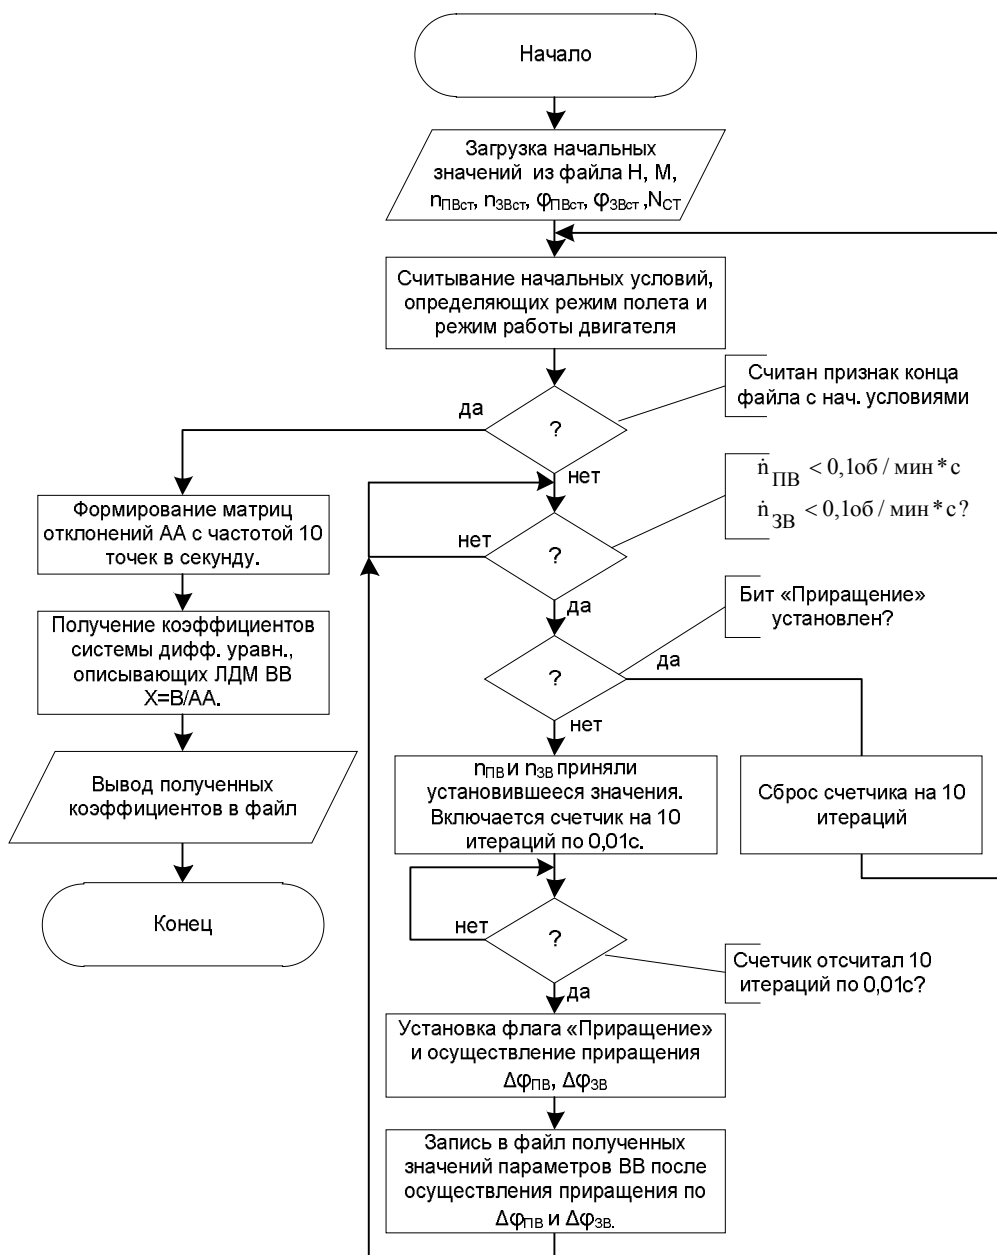 Начало
Загрузка начальных
значений из файла H, M,
nПВст, nЗВст, φПВст, φЗВст ,NСТ
Считывание начальных условий,
определяющих режим полета и
режим работы двигателя
Считан признак конца
файла с нач. условиями
?
да
нет
ṅПВ < 0,1об / мин * с
ṅЗВ < 0,1об / мин * с ?
?
нет
да
Бит «Приращение»
установлен?
?
да
нет
Формирование матриц
отклонений АА с частотой 10
точек в секунду.
Получение коэффициентов
системы дифф. уравн.,
описывающих ЛДМ ВВ
X=B/AA.
Вывод полученных
коэффициентов в файл
Конец
nПВ и nЗВ приняли
установившееся значения.
Включается счетчик на 10
итераций по 0,01с.
Сброс счетчика на 10
итераций
?
нет
да
Счетчик отсчитал 10
итераций по 0,01с?
Установка флага «Приращение»
и осуществление приращения
ΔφПВ, ΔφЗВ
Запись в файл полученных
значений параметров ВВ после
осуществления приращения по
ΔφПВ и ΔφЗВ.